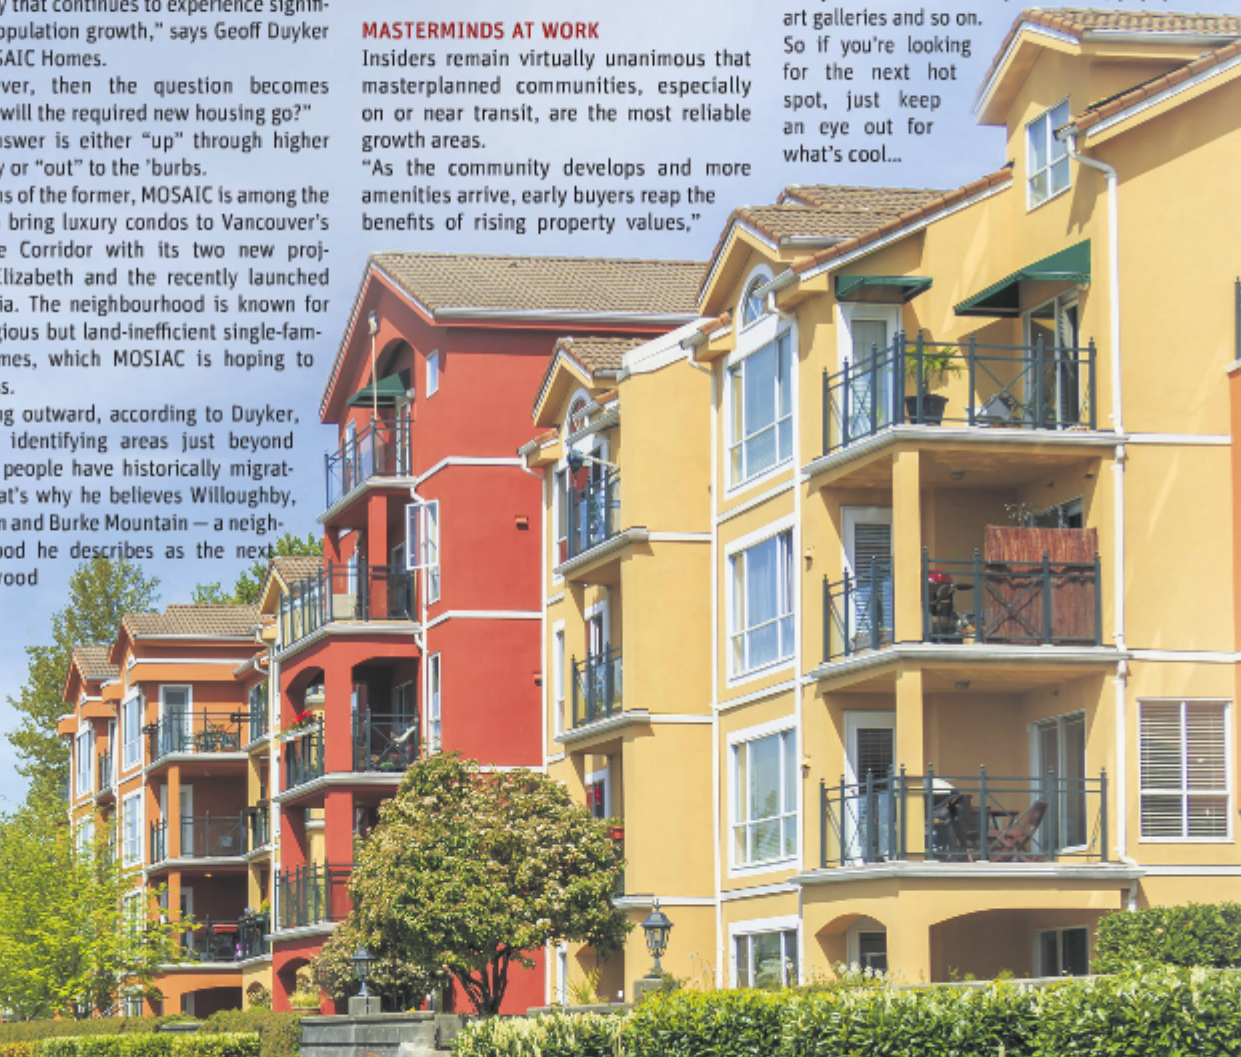 y that continues to experience signifi-
opulation growth,” says Geoff Duyker
SAIC Homes.
ver, then the question becomes
will the required new housing go?”
nswer is either “up” through higher
y or “out” to the ’burbs.
ns of the former, MOSAIC is among the
bring luxury condos to Vancouver’s
e Corridor with its two new proj-
Elizabeth and the recently launched
ia. The neighbourhood is known for
gious but land-inefficient single-fam-
mes, which MOSIAC is hoping to
s.
ng outward, according to Duyker,
identifying areas just beyond
people have historically migrat-
at’s why he believes Willoughby,
n and Burke Mountain — a neigh-
ood he describes as the next
wood
MASTERMINDS AT WORK
Insiders remain virtually unanimous that
masterplanned communities, especially
on or near transit, are the most reliable
growth areas.
“As the community develops and more
amenities arrive, early buyers reap the
benefits of rising property values,”
art galleries and so on.
So if you’re looking
for the next hot
spot, just keep
an eye out for
what’s cool...